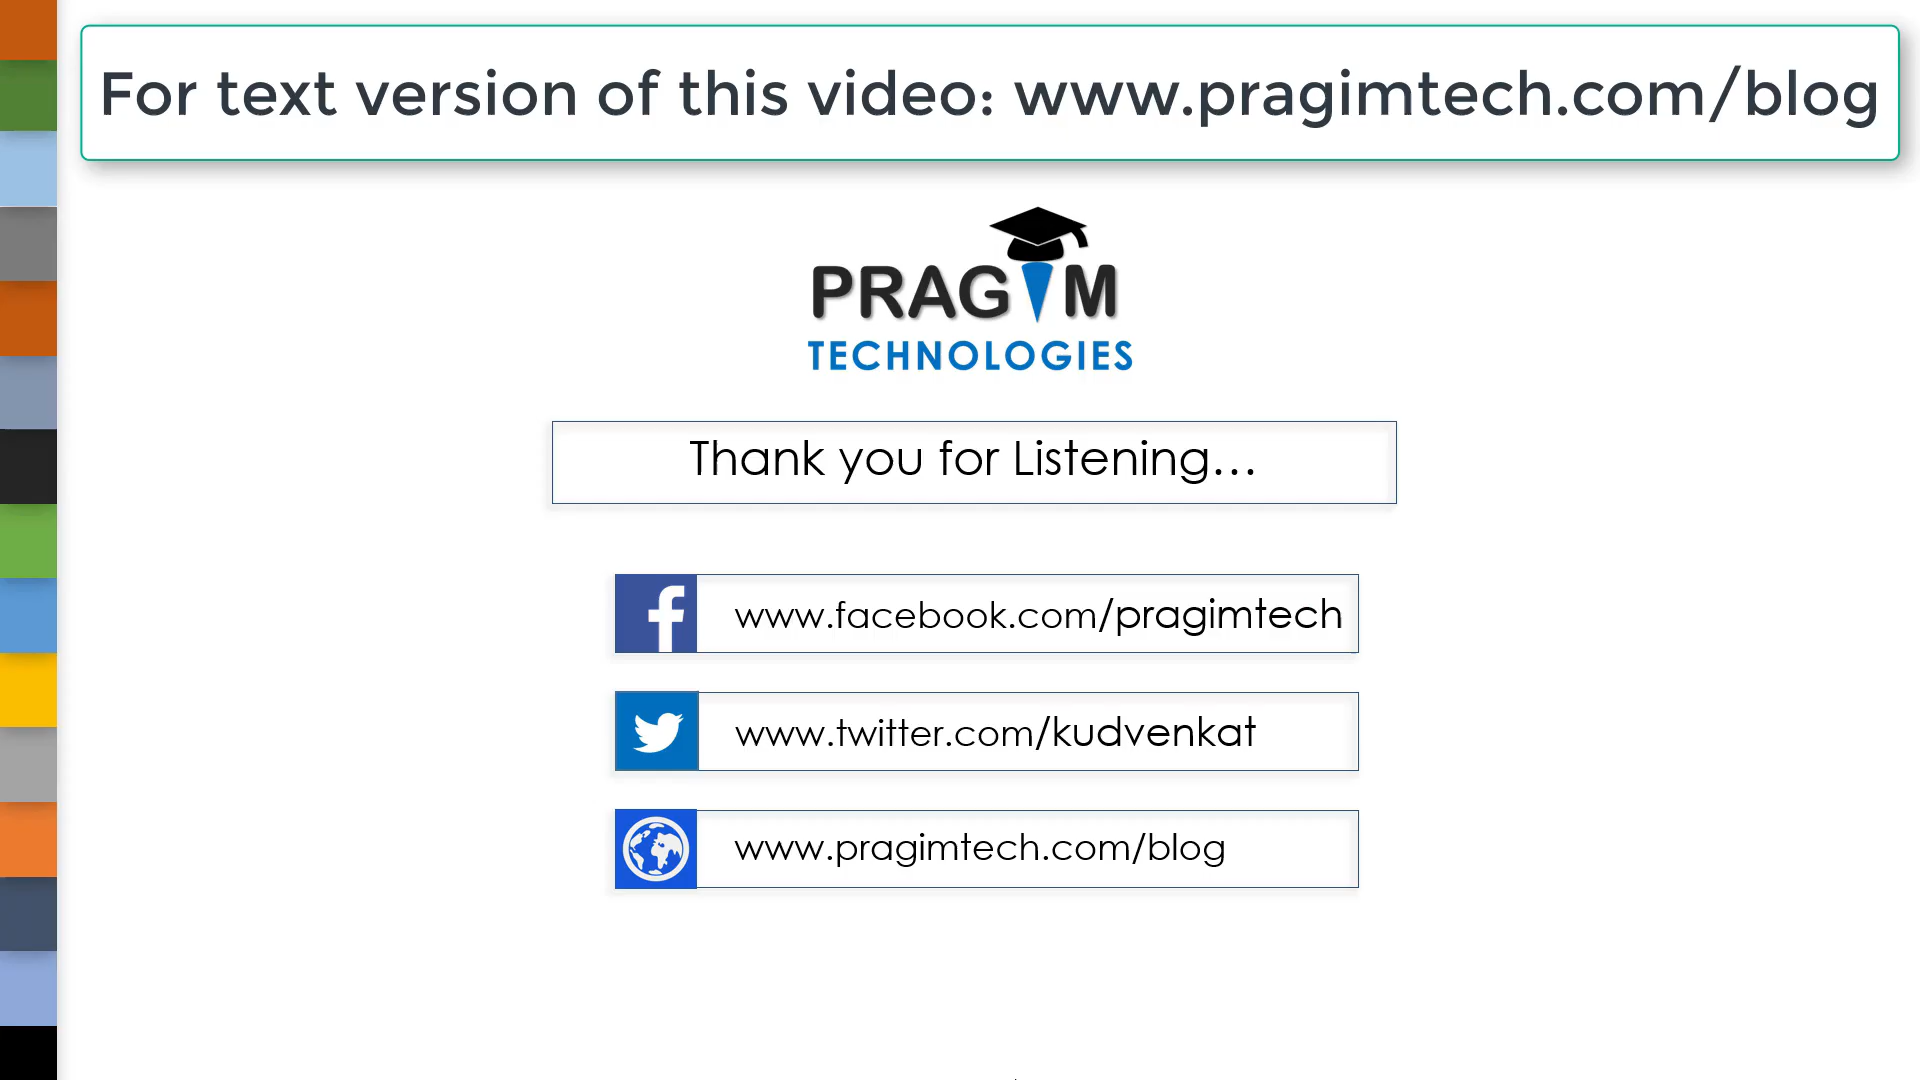 For text version of this video: www.pragimtech.com/blog
PRAGIM
TECHNOLOGIES
Thank you for Listening...
www.facebook.com/pragimtech
www.twitter.com/kudvenkat
www.pragimtech.com/blog